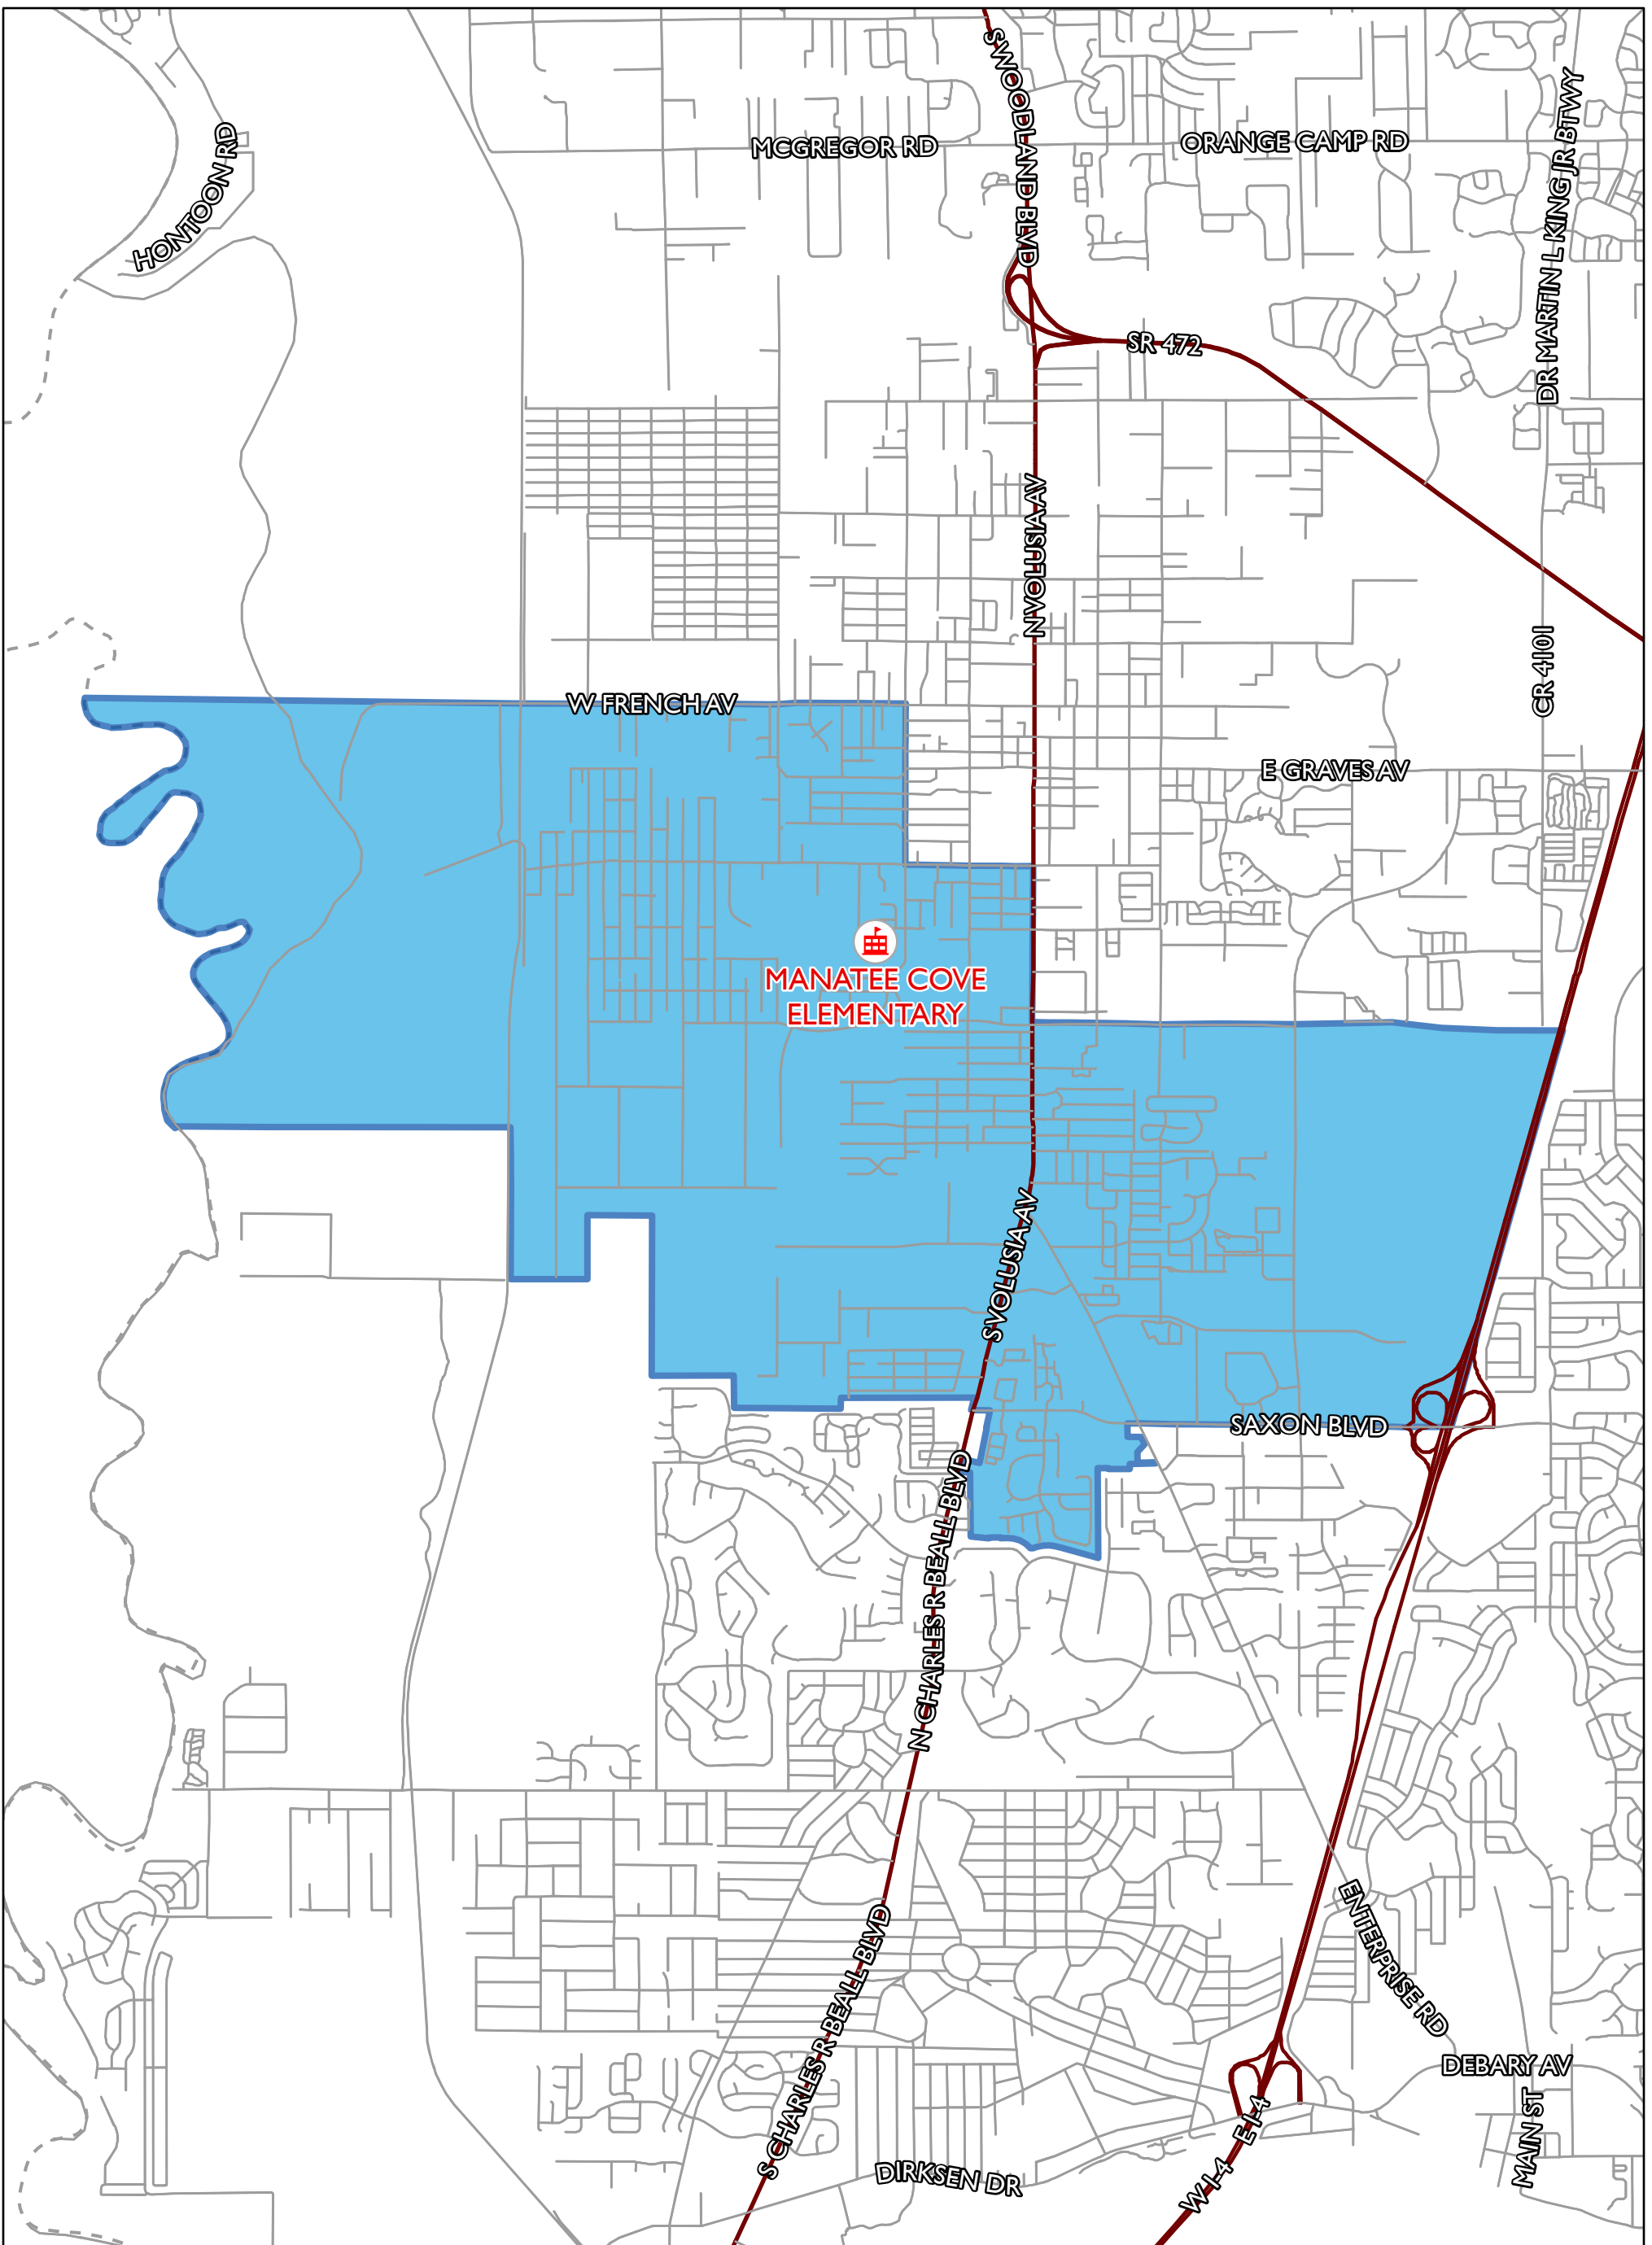 S WOODLAND BLVD
MCGREGOR RD
ORANGE CAMP RD
DR MARTIN L KING JR BTWY
HONTOON RD
SR 472
N VOLUSIA AV
CR 4101
W FRENCH AV
E GRAVES AV
MANATEE COVE
ELEMENTARY
S VOLUSIA AV
SAXON BLVD
N CHARLES R BEALL BLVD
ENTERPRISE RD
S CHARLES R BEALL BLVD
DEBARY AV
MAIN ST
E I-4
W I-4
DIRKSEN DR